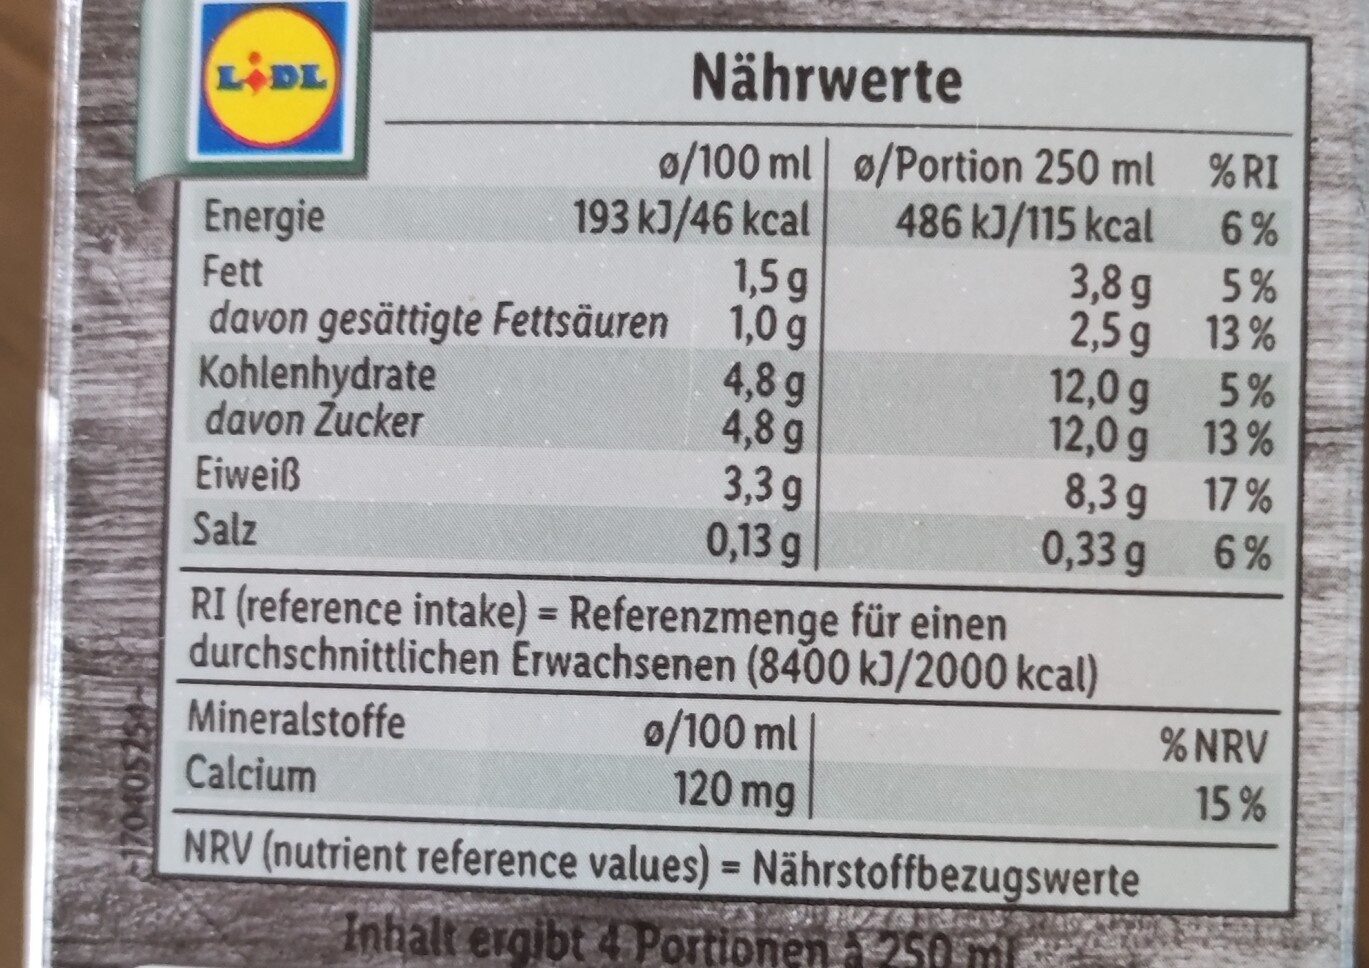 LIDL
Nährwerte
ø/100 ml ø/Portion 250 ml %RI
Energie 193 kJ/46 kcal 486 kJ/115 kcal 6%
Fett 1,5 g 3,8 g 5%
davon gesättigte Fettsäuren 1,0 g 2,5 g 13%
Kohlenhydrate 4,8 g 12,0 g 5%
davon Zucker 4,8 g 12,0 g 13%
Eiweiß 3,3 g 8,3 g 17%
Salz 0,13 g 0,33 g 6%
RI (reference intake) = Referenzmenge für einen
durchschnittlichen Erwachsenen (8400 kJ/2000 kcal)
Mineralstoffe ø/100 ml %NRV
Calcium 120 mg 15%
NRV (nutrient reference values) = Nährstoffbezugswerte
Inhalt ergibt 4 Portionen à 250 ml